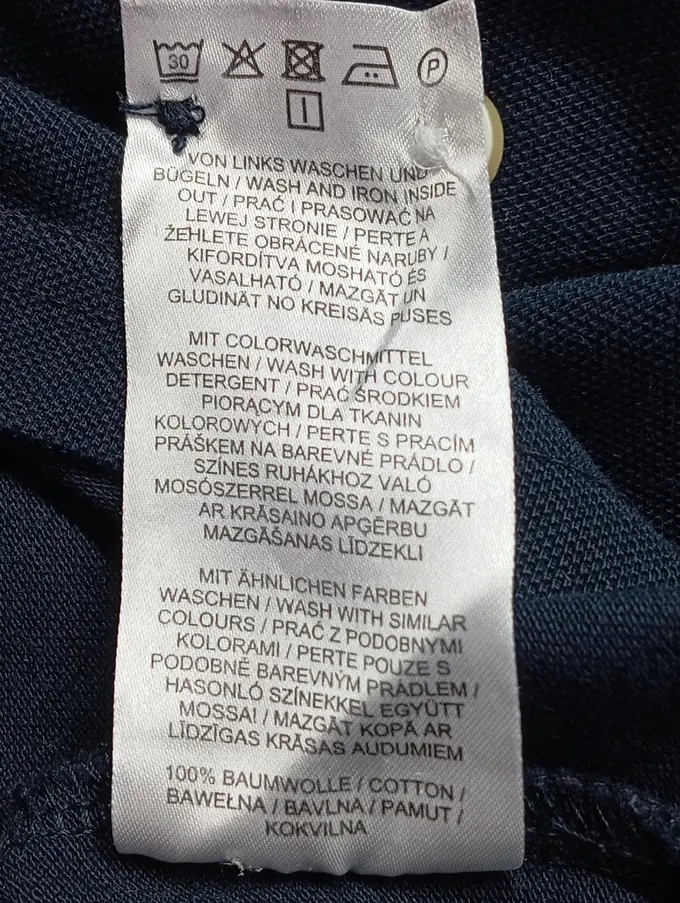 30
P
VON LINKS WASCHEN UND
BÜGELN / WASH AND IRON INSIDE
OUT / PRAĆ I PRASOWAĆ NA
LEWEJ STRONIE / PERTE A
ŽEHLETE OBRÁCENÉ NARUBY /
KIFORDÍTVA MOSHATÓ ÉS
VASALHATÓ / MAZGĀT UN
GLUDINĀT NO KREISĀS PUSES
MIT COLORWASCHMITTEL
WASCHEN / WASH WITH COLOUR
DETERGENT / PRAĆ ŚRODKIEM
PIORĄCYM DLA TKANIN
KOLOROWYCH / PERTE S PRACÍM
PRÁŠKEM NA BAREVNÉ PRÁDLO /
SZÍNES RUHÁKHOZ VALÓ
MOSÓSZERREL MOSSA / MAZGĀT
AR KRĀSAINO APĢĒRBU
MAZGĀŠANAS LĪDZEKLI
MIT ÄHNLICHEN FARBEN
WASCHEN / WASH WITH SIMILAR
COLOURS / PRAĆ Z PODOBNYMI
KOLORAMI / PERTE POUZE S
PODOBNĚ BAREVNÝM PRÁDLEM /
HASONLÓ SZÍNEKKEL EGYÜTT
MOSSA! / MAZGĀT KOPĀ AR
LĪDZĪGAS KRĀSAS AUDUMIEM
100% BAUMWOLLE / COTTON /
BAWEŁNA / BAVLNA / PAMUT /
KOKVILNA